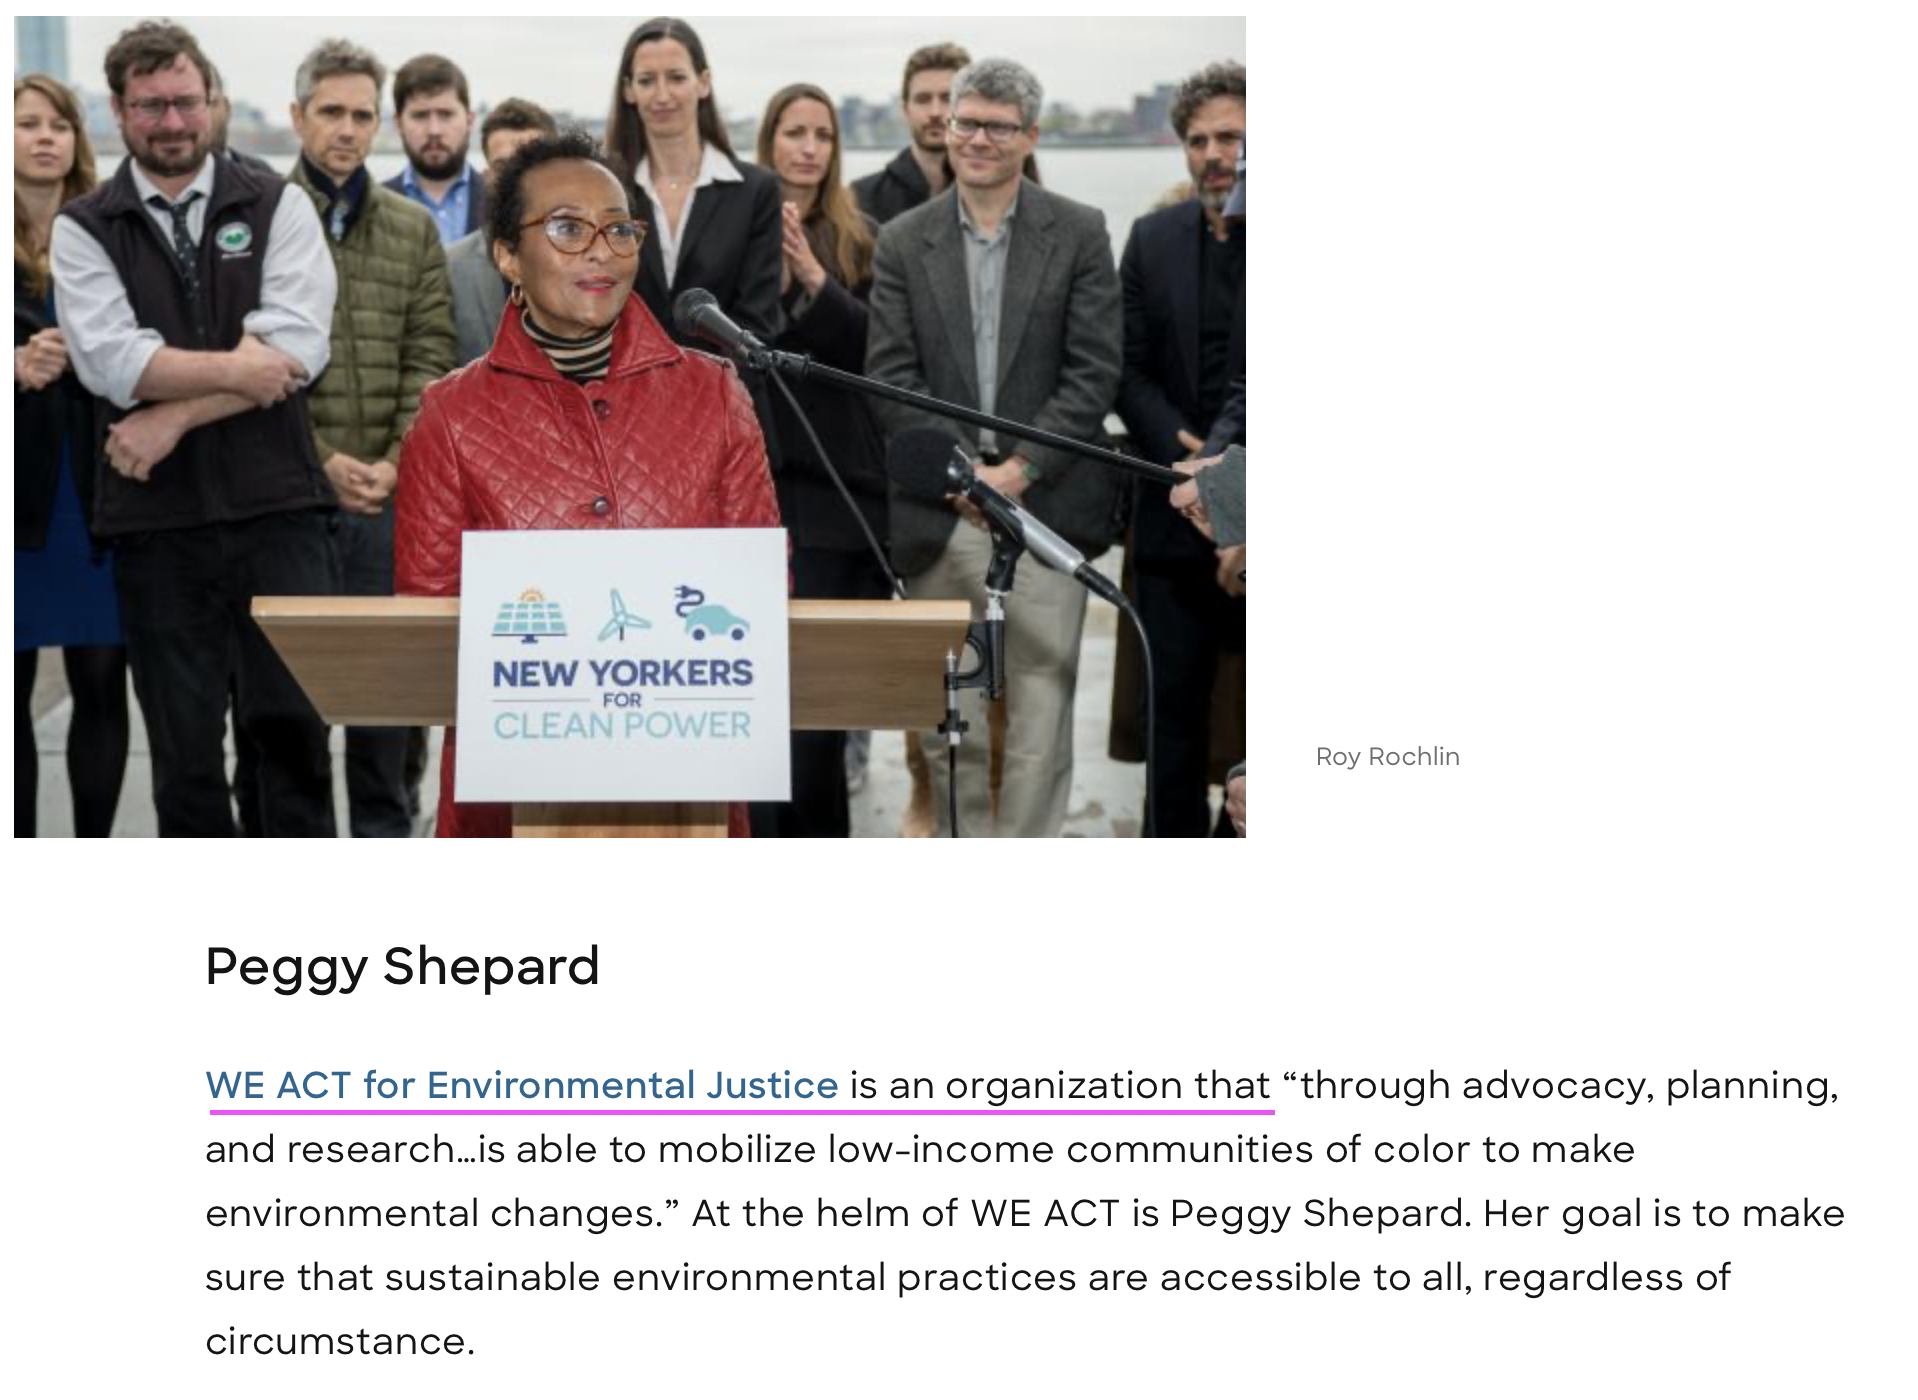 NEW YORKERS
FOR
CLEAN POWER
Roy Rochlin
Peggy Shepard
WE ACT for Environmental Justice is an organization that “through advocacy, planning,
and research…is able to mobilize low-income communities of color to make
environmental changes.” At the helm of WE ACT is Peggy Shepard. Her goal is to make
sure that sustainable environmental practices are accessible to all, regardless of
circumstance.